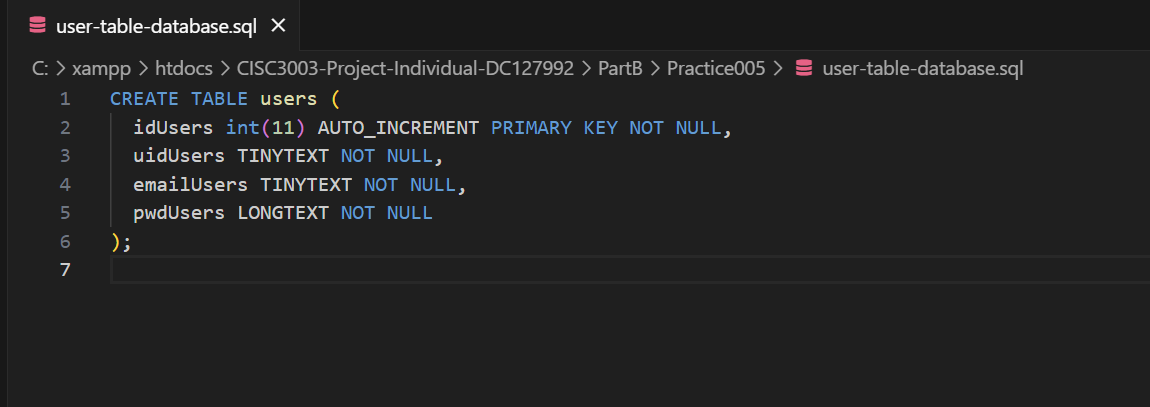 user-table-database.sql ×
C: > xampp > htdocs > CISC3003-Project-Individual-DC127992 > PartB > Practice005 > user-table-database.sql
1 CREATE TABLE users (
2 idUsers int(11) AUTO_INCREMENT PRIMARY KEY NOT NULL,
3 uidUsers TINYTEXT NOT NULL,
4 emailUsers TINYTEXT NOT NULL,
5 pwdUsers LONGTEXT NOT NULL
6 );
7